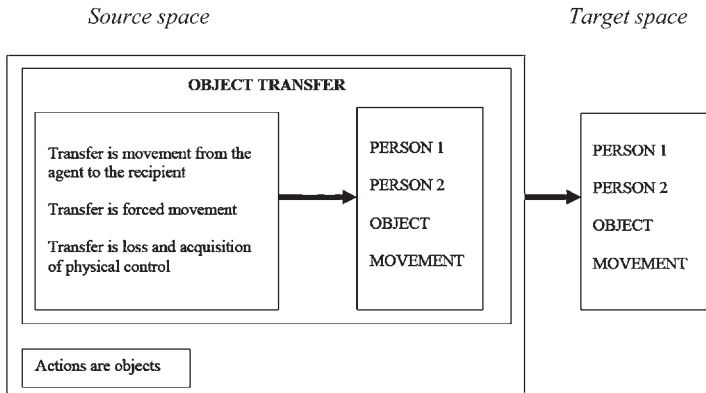 Source space
Target space
OBJECT TRANSFER
Transfer is movement from the
agent to the recipient
Transfer is forced movement
Transfer is loss and acquisition
of physical control
PERSON 1
PERSON 2
OBJECT
MOVEMENT
PERSON 1
PERSON 2
OBJECT
MOVEMENT
Actions are objects